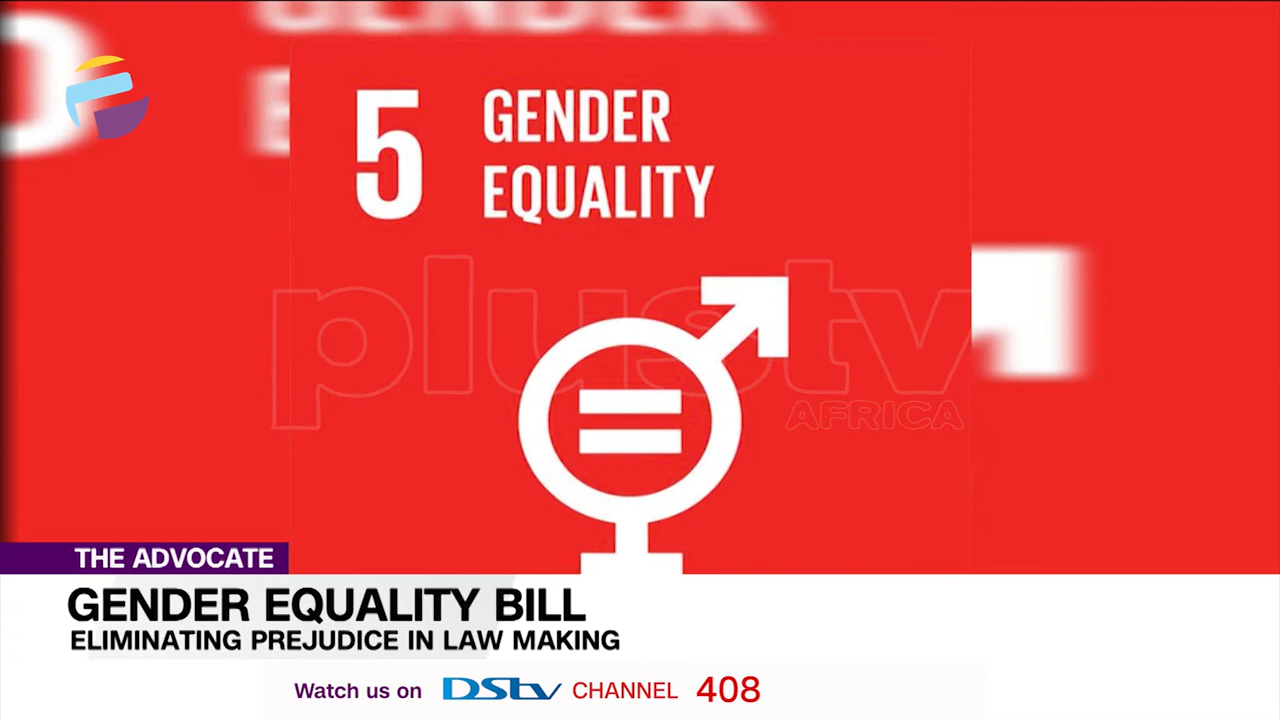 GENDER
5 GENDER
EQUALITY
plustv
AFRICA
THE ADVOCATE
GENDER EQUALITY BILL
ELIMINATING PREJUDICE IN LAW MAKING
Watch us on DStv CHANNEL 408